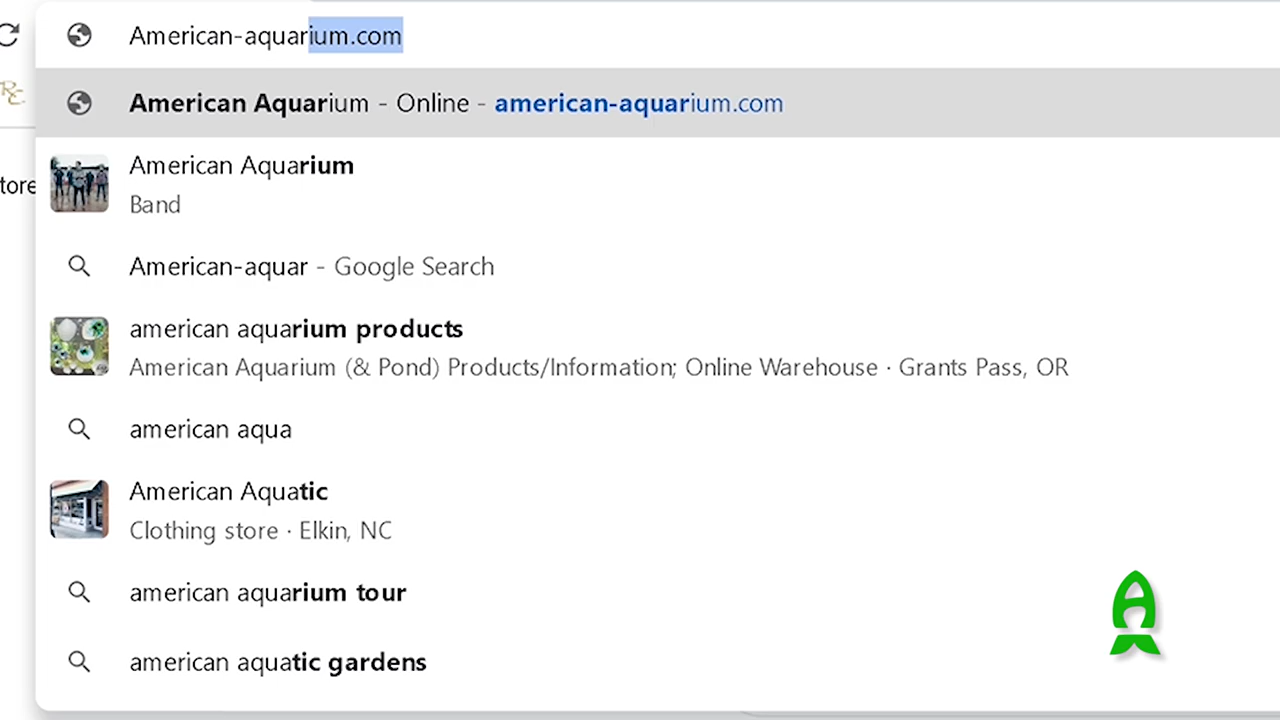 American-aquarium.com
American Aquarium - Online - american-aquarium.com
American Aquarium
Band
American-aquar - Google Search
american aquarium products
American Aquarium (& Pond) Products/Information; Online Warehouse · Grants Pass, OR
american aqua
tore
American Aquatic
Clothing store · Elkin, NC
american aquarium tour
american aquatic gardens